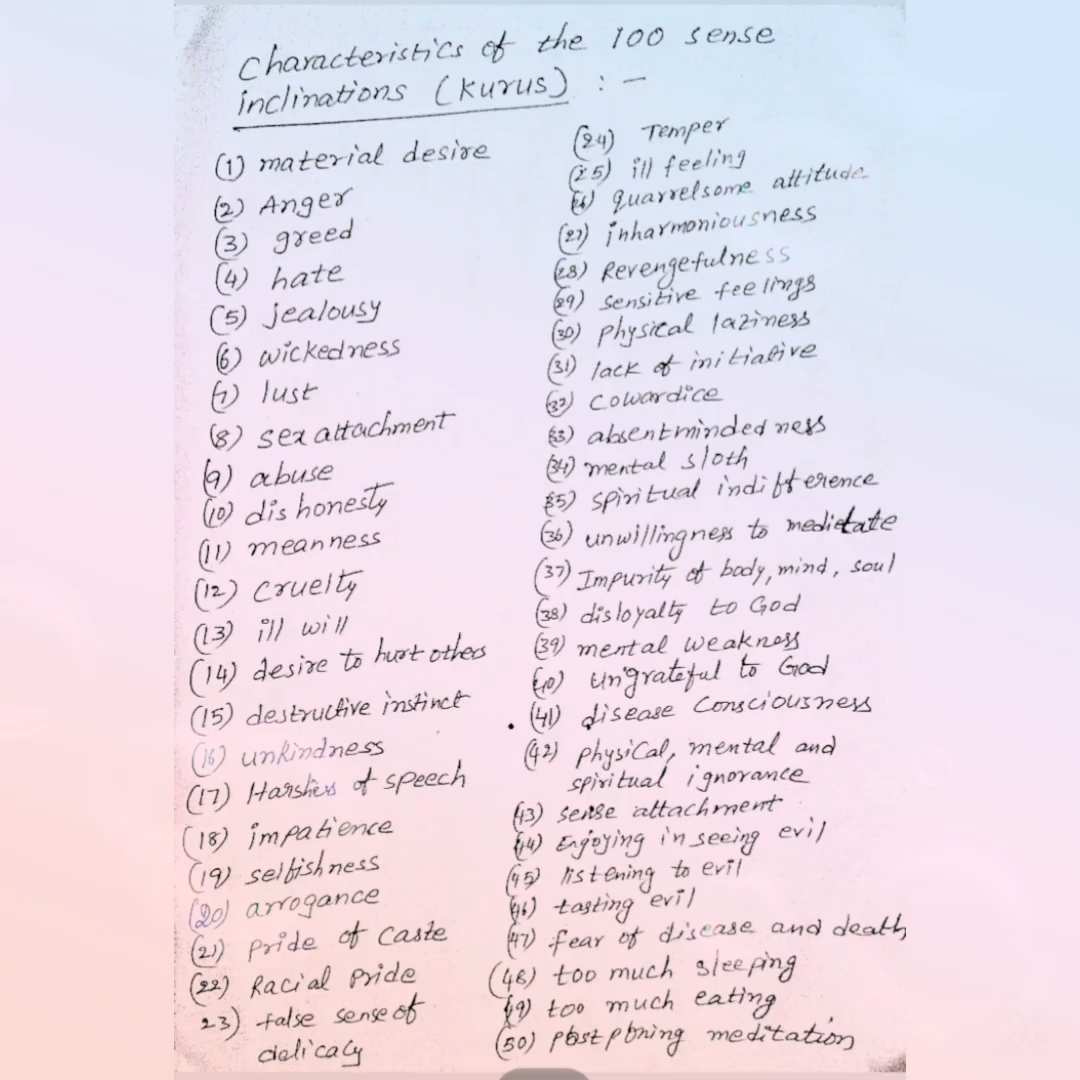 Characteristics of the 100 sense
inclinations (Kurus) : -
(1) material desire
(2) Anger
(3) greed
(4) hate
(5) jealousy
(6) wickedness
(7) lust
(8) sex attachment
(9) abuse
(10) dishonesty
(11) meanness
(12) cruelty
(13) ill will
(14) desire to hurt others
(15) destructive instinct
(16) unkindness
(17) Harshess of speech
(18) impatience
(19) selfishness
(20) arrogance
(21) pride of caste
(22) Racial pride
23) false sense of
delicacy
(24) Temper
(25) ill feeling
(26) quarrelsome attitude
(27) inharmoniousness
(28) Revengefulness
(29) sensitive feelings
(30) physical laziness
(31) lack of initiative
(32) cowardice
(33) absentmindedness
(34) mental sloth
(35) spiritual indifference
(36) unwillingness to medietate
(37) Impurity of body, mind, soul
(38) disloyalty to God
(39) mental weakness
(40) ungrateful to God
(41) disease consciousness
(42) physical, mental and
spiritual ignorance
(43) sense attachment
(44) Enjoying in seeing evil
(45) listening to evil
(46) tasting evil
(47) fear of disease and death
(48) too much sleeping
(49) too much eating
(50) postponing meditation